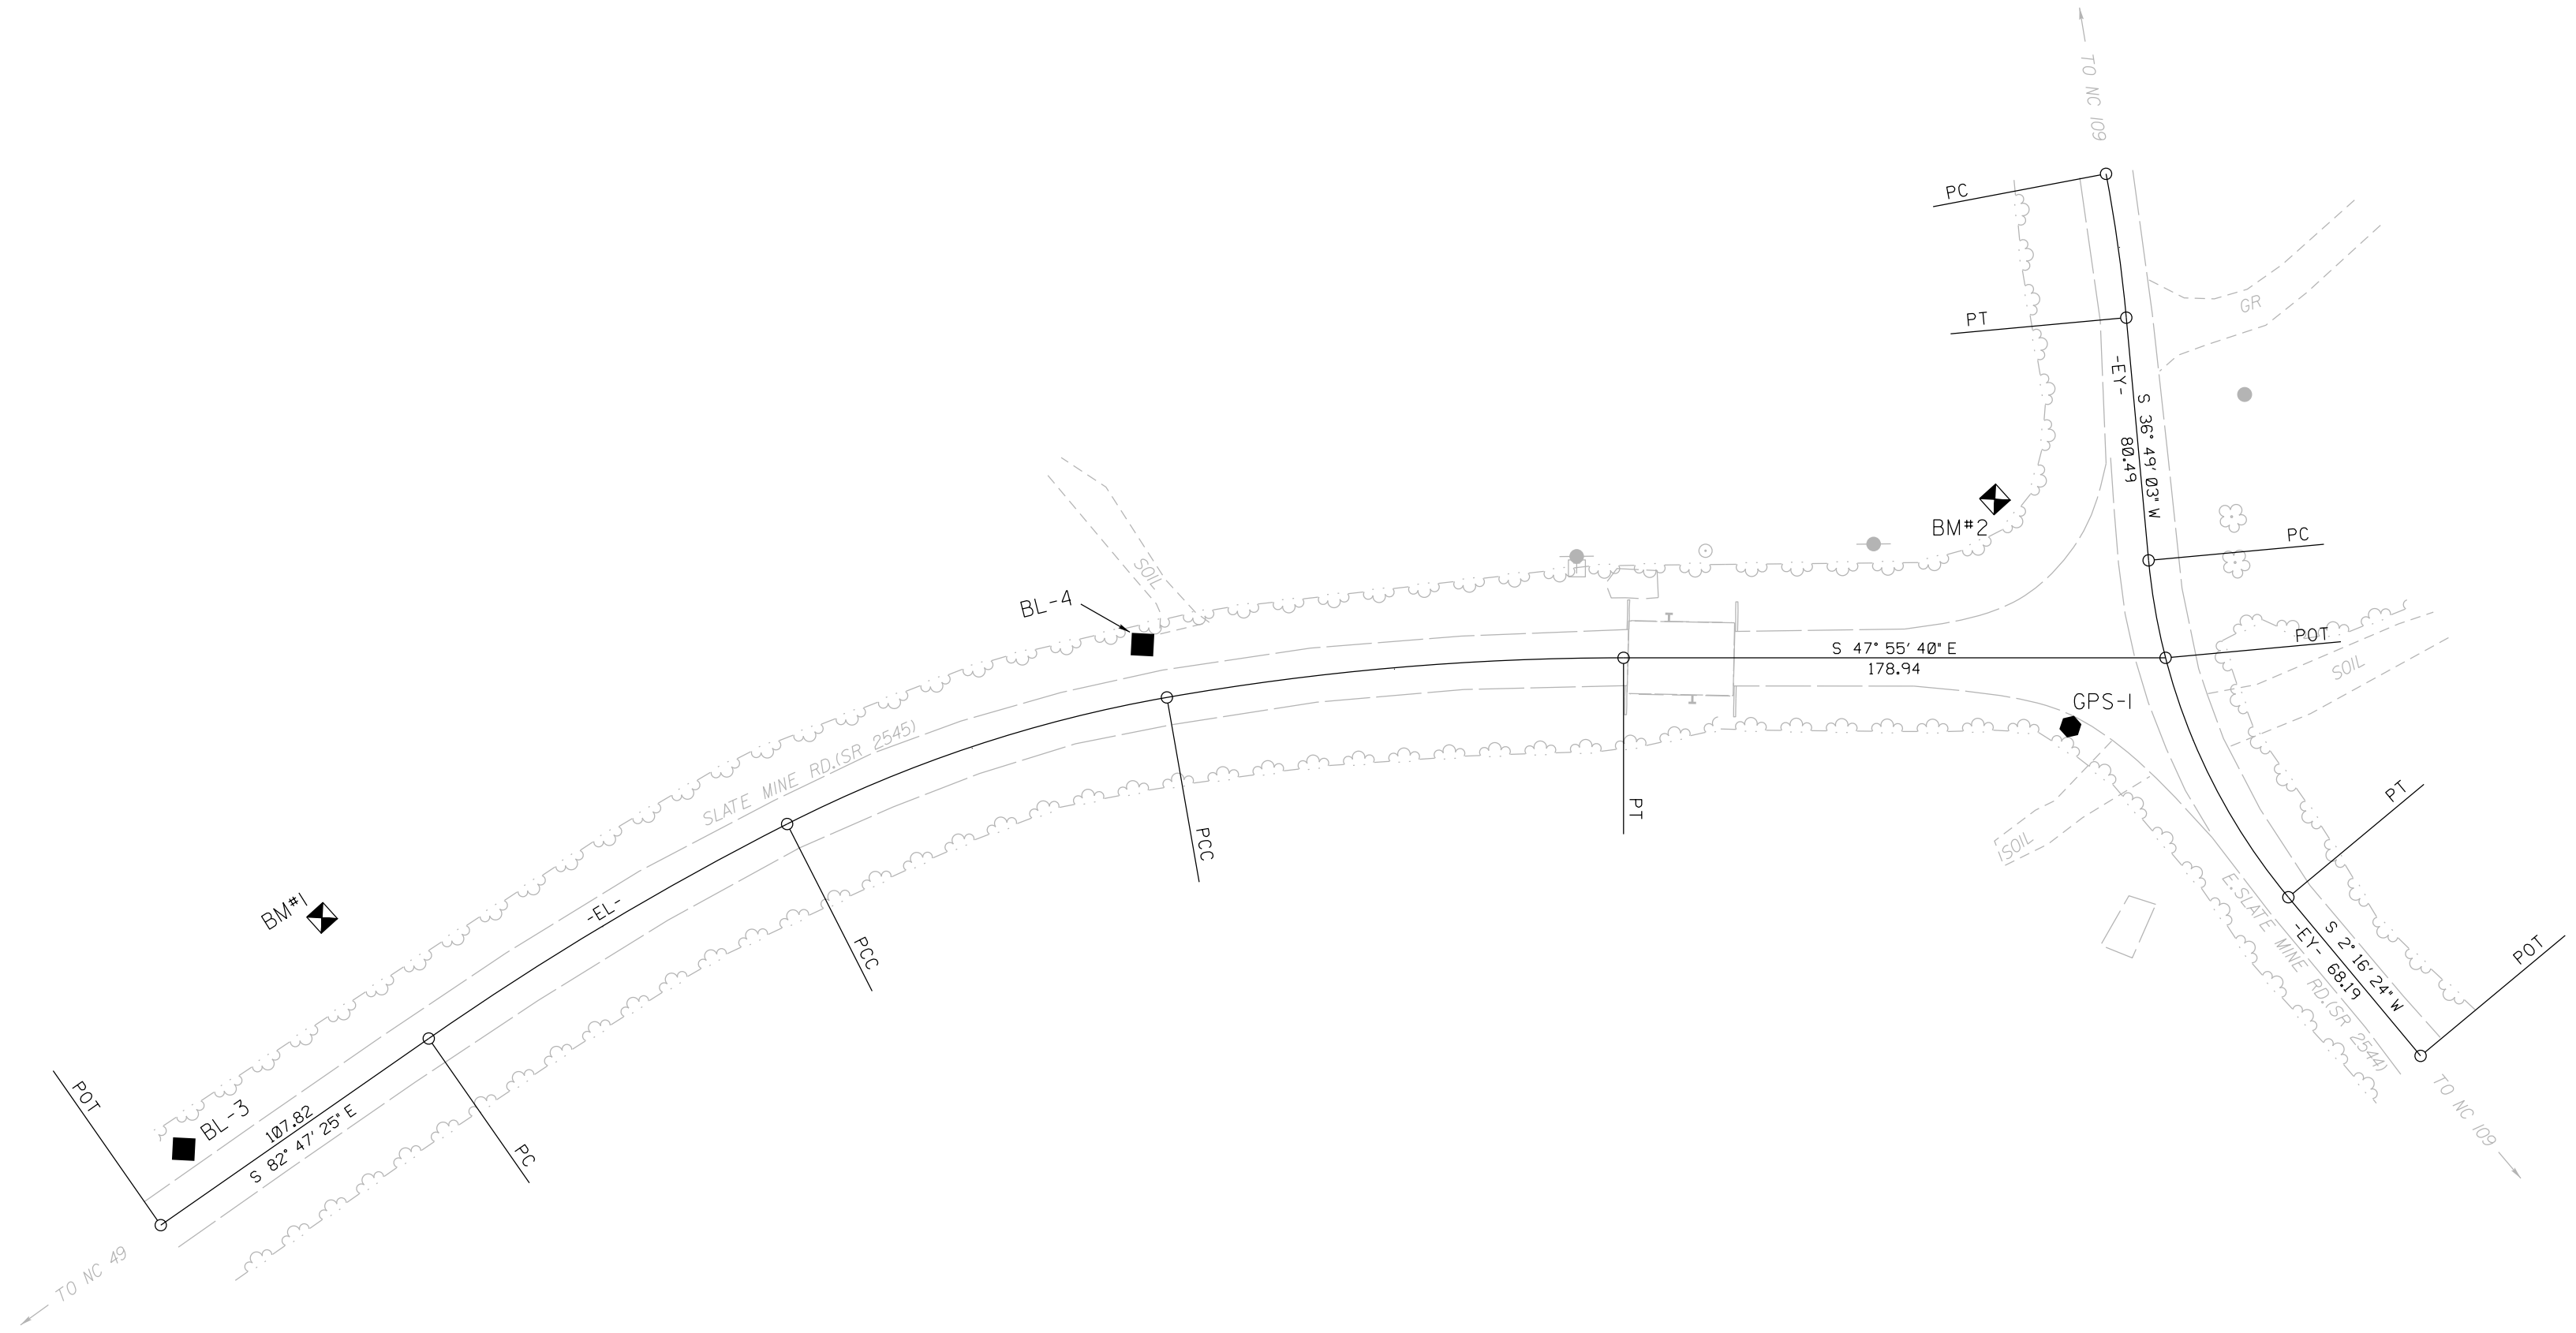 TO NC 109
PC
PT
GR
-EY-
S 36° 49' 03" W
80.49
BM#2
PC
SOIL
BL-4
POT
S 47° 55' 40" E
178.94
SOIL
GPS-1
SLATE MINE RD.(SR 2545)
PT
PCC
PT
SOIL
BM#1
-EL-
E.SLATE MINE RD.(SR 2544)
PCC
S 2° 16' 24" W
-EY- 68.19
POT
POT
BL-3
107.82
S 82° 47' 25" E
PC
TO NC 109
TO NC 49